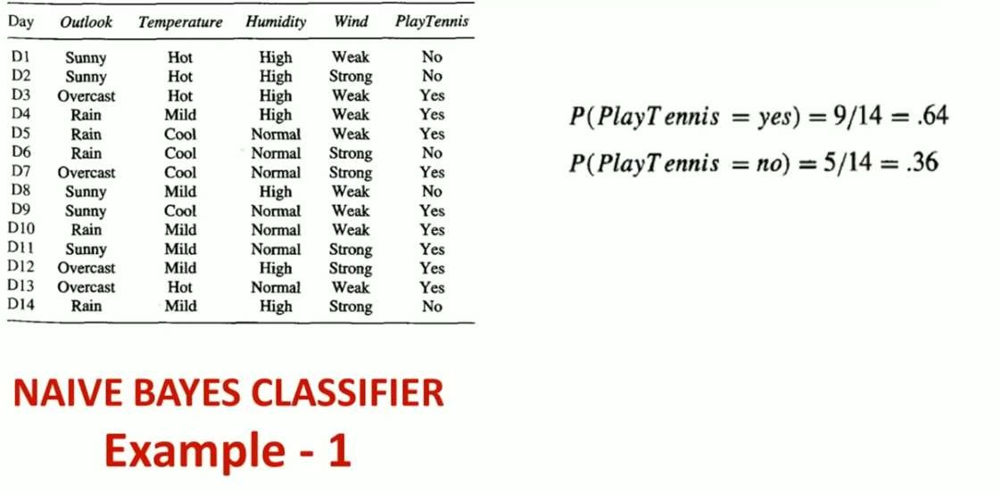 Day Outlook Temperature Humidity Wind PlayTennis
D1 Sunny Hot High Weak No
D2 Sunny Hot High Strong No
D3 Overcast Hot High Weak Yes
D4 Rain Mild High Weak Yes
D5 Rain Cool Normal Weak Yes
D6 Rain Cool Normal Strong No
D7 Overcast Cool Normal Strong Yes
D8 Sunny Mild High Weak No
D9 Sunny Cool Normal Weak Yes
D10 Rain Mild Normal Weak Yes
D11 Sunny Mild Normal Strong Yes
D12 Overcast Mild High Strong Yes
D13 Overcast Hot Normal Weak Yes
D14 Rain Mild High Strong No
P(PlayTennis = yes) = 9/14 = .64
P(PlayTennis = no) = 5/14 = .36
NAIVE BAYES CLASSIFIER
Example - 1